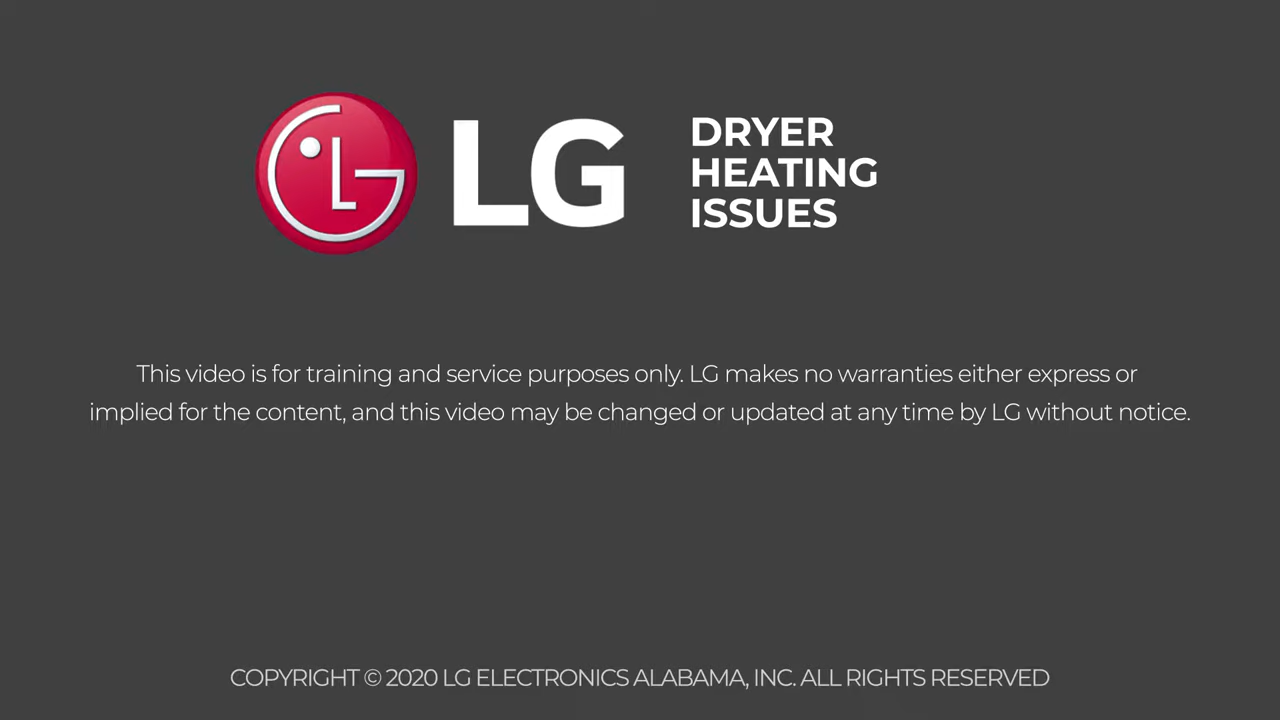 LG
DRYER
HEATING
ISSUES
This video is for training and service purposes only. LG makes no warranties either express or
implied for the content, and this video may be changed or updated at any time by LG without notice.
COPYRIGHT © 2020 LG ELECTRONICS ALABAMA, INC. ALL RIGHTS RESERVED